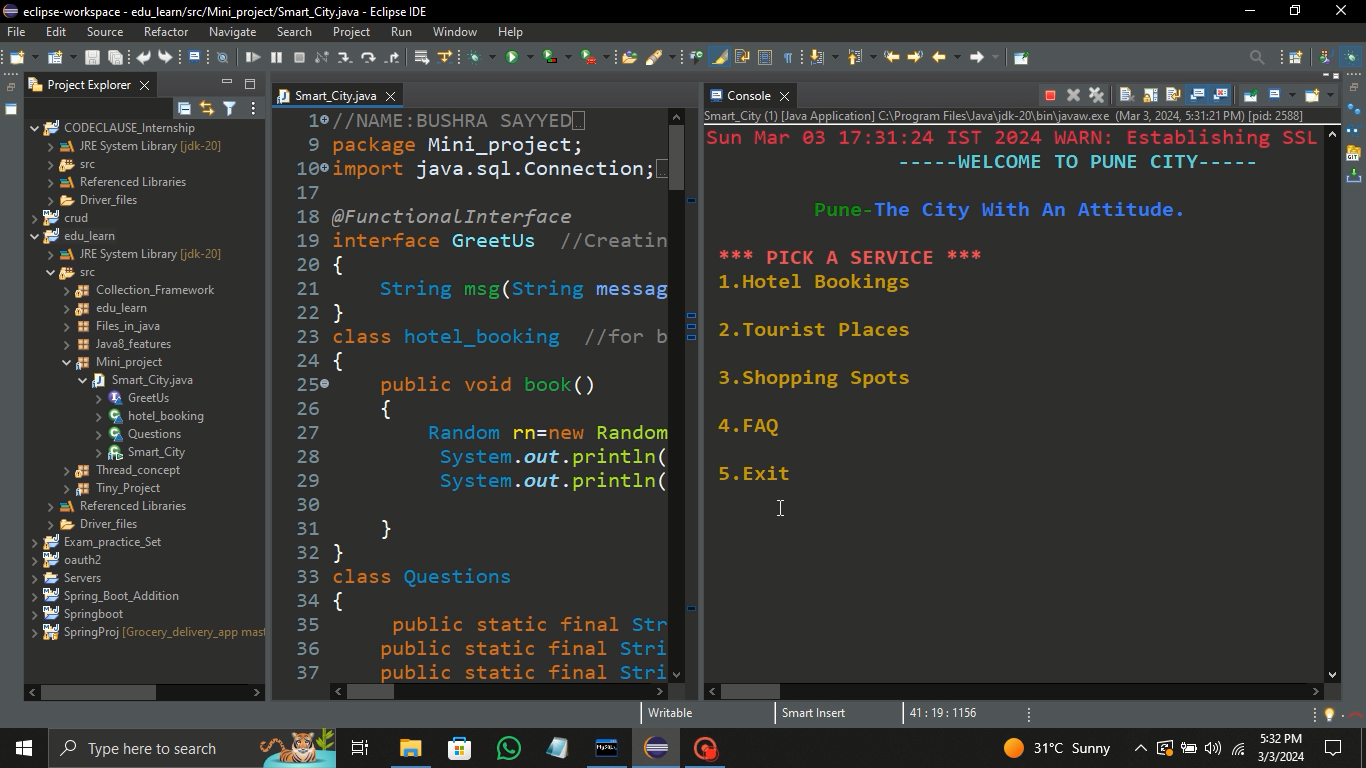 eclipse-workspace - edu_learn/src/Mini_project/Smart_City.java - Eclipse IDE
File Edit Source Refactor Navigate Search Project Run Window Help
Project Explorer
CODECLAUSE_Internship
JRE System Library [jdk-20]
src
Referenced Libraries
Driver_files
crud
edu_learn
JRE System Library [jdk-20]
src
Collection_Framework
edu_learn
Files_in_java
Java8_features
Mini_project
Smart_City.java
GreetUs
hotel_booking
Questions
Smart_City
Thread_concept
Tiny_Project
Referenced Libraries
Driver_files
Exam_practice_Set
oauth2
Servers
Spring_Boot_Addition
Springboot
SpringProj [Grocery_delivery_app mast
Smart_City.java
1 //NAME:BUSHRA SAYYED
9 package Mini_project;
10 import java.sql.Connection;
17
18 @FunctionalInterface
19 interface GreetUs //Creatin
20 {
21 String msg(String messag
22 }
23 class hotel_booking //for b
24 {
25 public void book()
26 {
27 Random rn=new Random
28 System.out.println(
29 System.out.println(
30
31 }
32 }
33 class Questions
34 {
35 public static final Str
36 public static final Stri
37 public static final Stri
Console
Smart_City (1) [Java Application] C:\Program Files\Java\jdk-20\bin\javaw.exe (Mar 3, 2024, 5:31:21 PM) [pid: 2588]
Sun Mar 03 17:31:24 IST 2024 WARN: Establishing SSL
-----WELCOME TO PUNE CITY-----
Pune-The City With An Attitude.
*** PICK A SERVICE ***
1.Hotel Bookings
2.Tourist Places
3.Shopping Spots
4.FAQ
5.Exit
Writable Smart Insert 41 : 19 : 1156
Type here to search
31°C Sunny
5:32 PM
3/3/2024